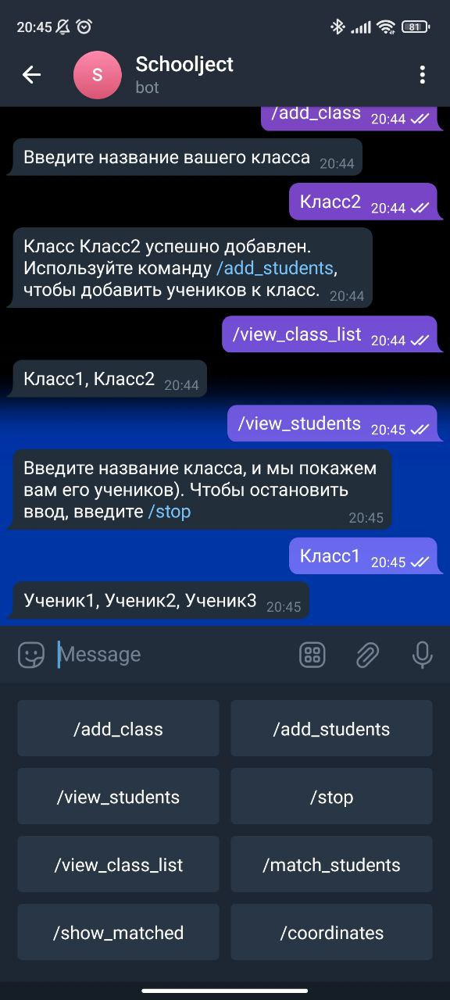 20:45
81
S
Schoolject
bot
/add_class 20:44
Введите название вашего класса 20:44
Класс2 20:44
Класс Класс2 успешно добавлен.
Используйте команду /add_students,
чтобы добавить учеников к класс. 20:44
/view_class_list 20:44
Класс1, Класс2 20:44
/view_students 20:45
Введите название класса, и мы покажем
вам его учеников). Чтобы остановить
ввод, введите /stop 20:45
Класс1 20:45
Ученик1, Ученик2, Ученик3 20:45
Message
/add_class /add_students
/view_students /stop
/view_class_list /match_students
/show_matched /coordinates